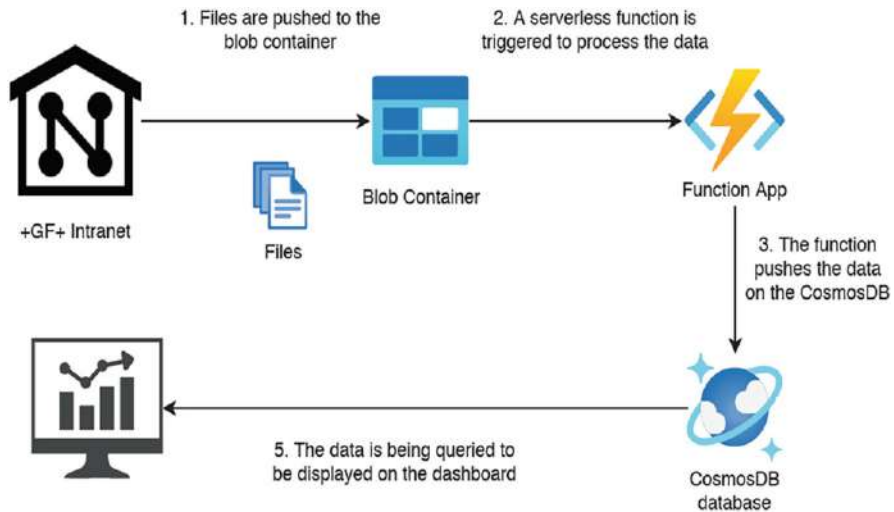 1. Files are pushed to the
blob container
2. A serverless function is
triggered to process the data
+GF+ Intranet
Files
Blob Container
Function App
3. The function
pushes the data
on the CosmosDB
5. The data is being queried to
be displayed on the dashboard
CosmosDB
database